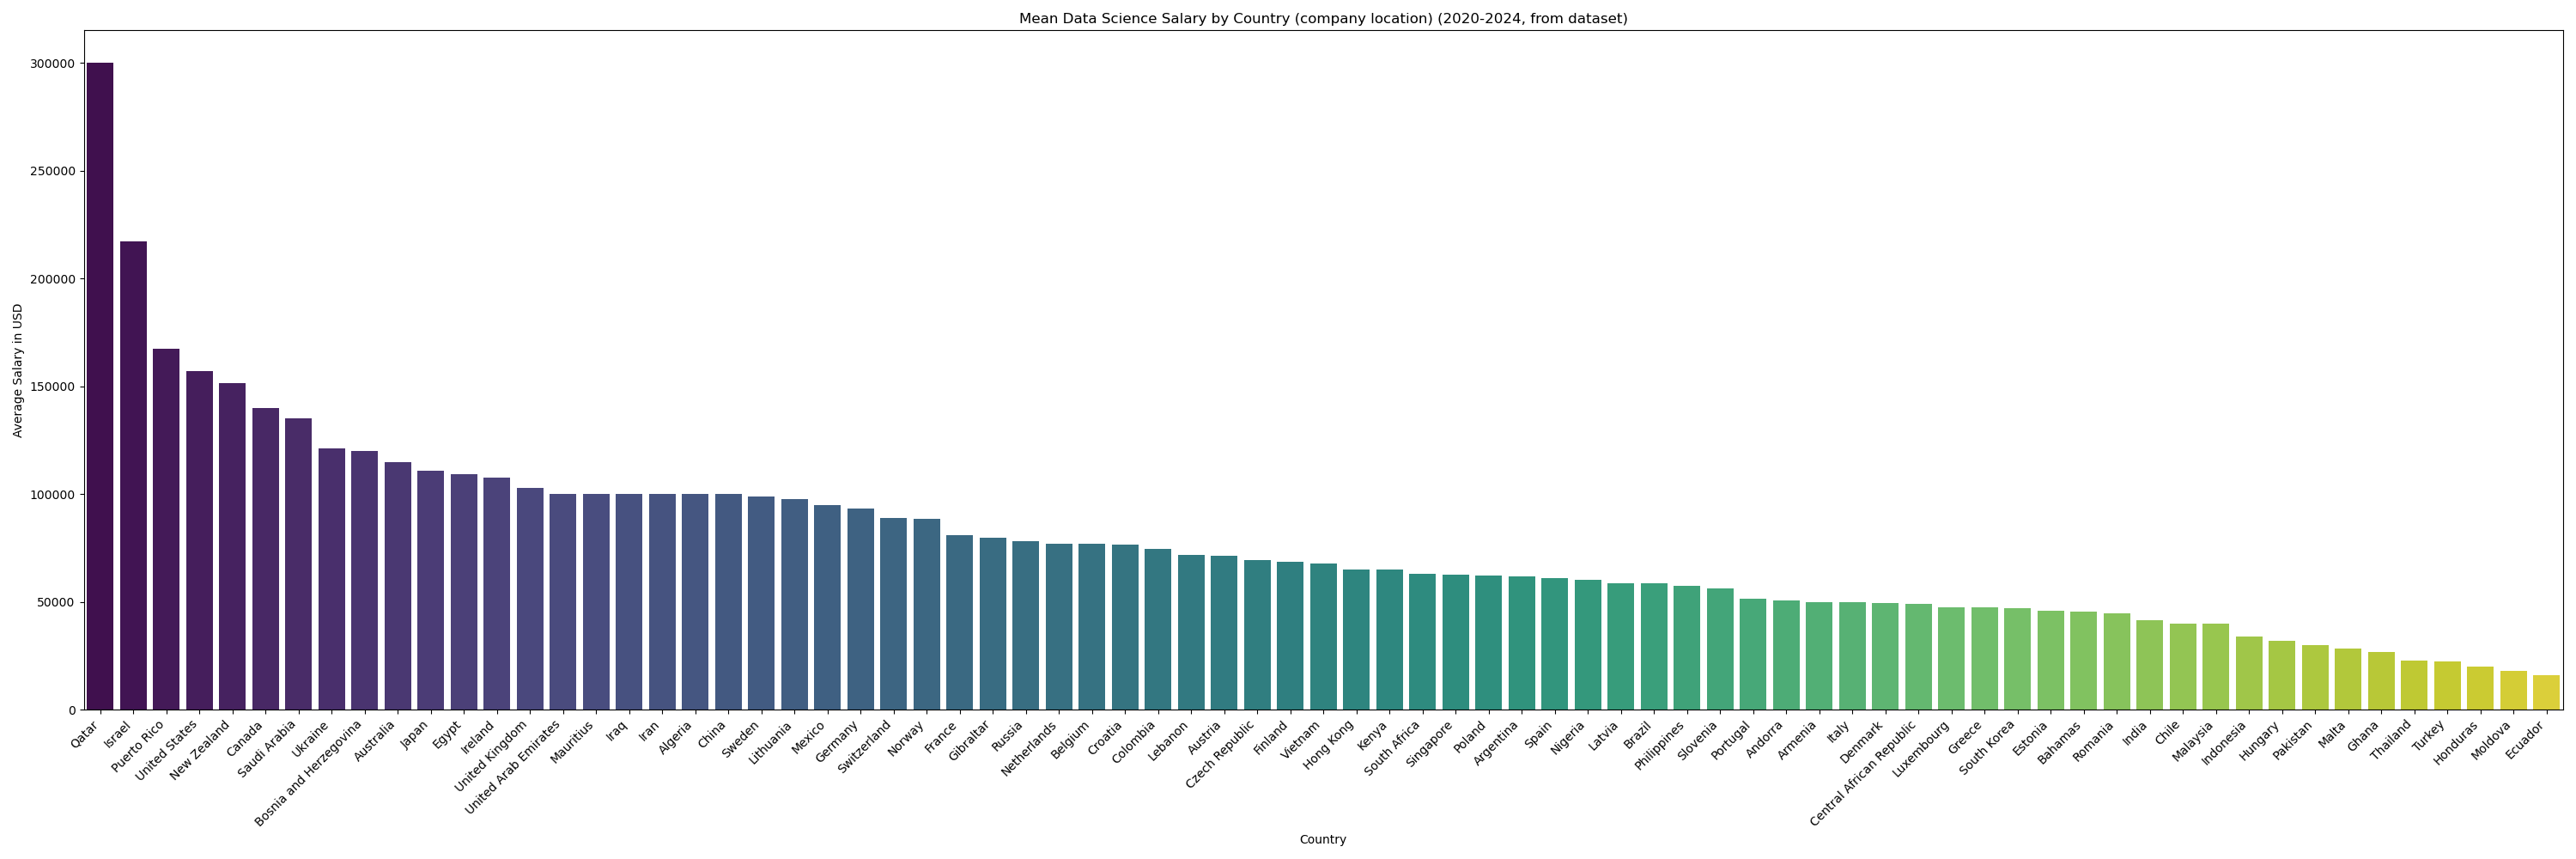 Mean Data Science Salary by Country (company location) (2020-2024, from dataset)
Average Salary in USD
300000
250000
200000
150000
100000
50000
0
Qatar
Israel
Puerto Rico
United States
New Zealand
Canada
Saudi Arabia
Ukraine
Bosnia and Herzegovina
Australia
Japan
Egypt
Ireland
United Kingdom
United Arab Emirates
Mauritius
Iraq
Iran
Algeria
China
Sweden
Lithuania
Mexico
Germany
Switzerland
Norway
France
Gibraltar
Russia
Netherlands
Belgium
Croatia
Colombia
Lebanon
Austria
Czech Republic
Finland
Vietnam
Hong Kong
Kenya
South Africa
Singapore
Poland
Argentina
Spain
Nigeria
Latvia
Brazil
Philippines
Slovenia
Portugal
Andorra
Armenia
Italy
Denmark
Central African Republic
Luxembourg
Greece
South Korea
Estonia
Bahamas
Romania
India
Chile
Malaysia
Indonesia
Hungary
Pakistan
Malta
Ghana
Thailand
Turkey
Honduras
Moldova
Ecuador
Country